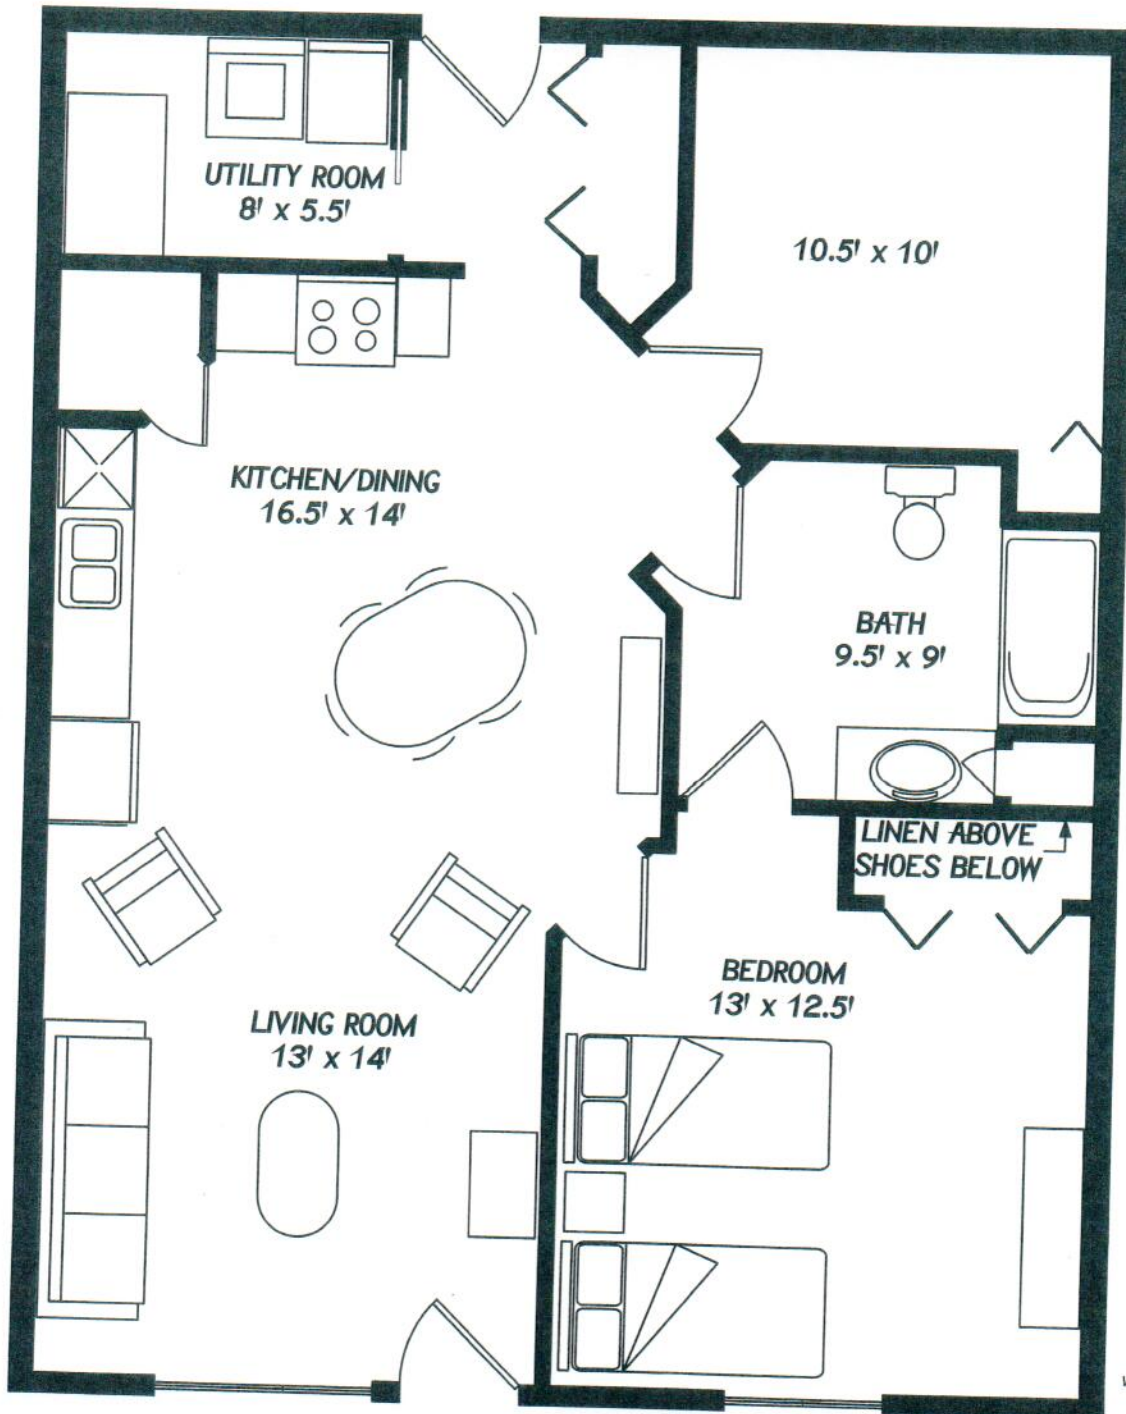 UTILITY ROOM
8' x 5.5'
10.5' x 10'
KITCHEN/DINING
16.5' x 14'
BATH
9.5' x 9'
LINEN ABOVE
SHOES BELOW
BEDROOM
13' x 12.5'
LIVING ROOM
13' x 14'